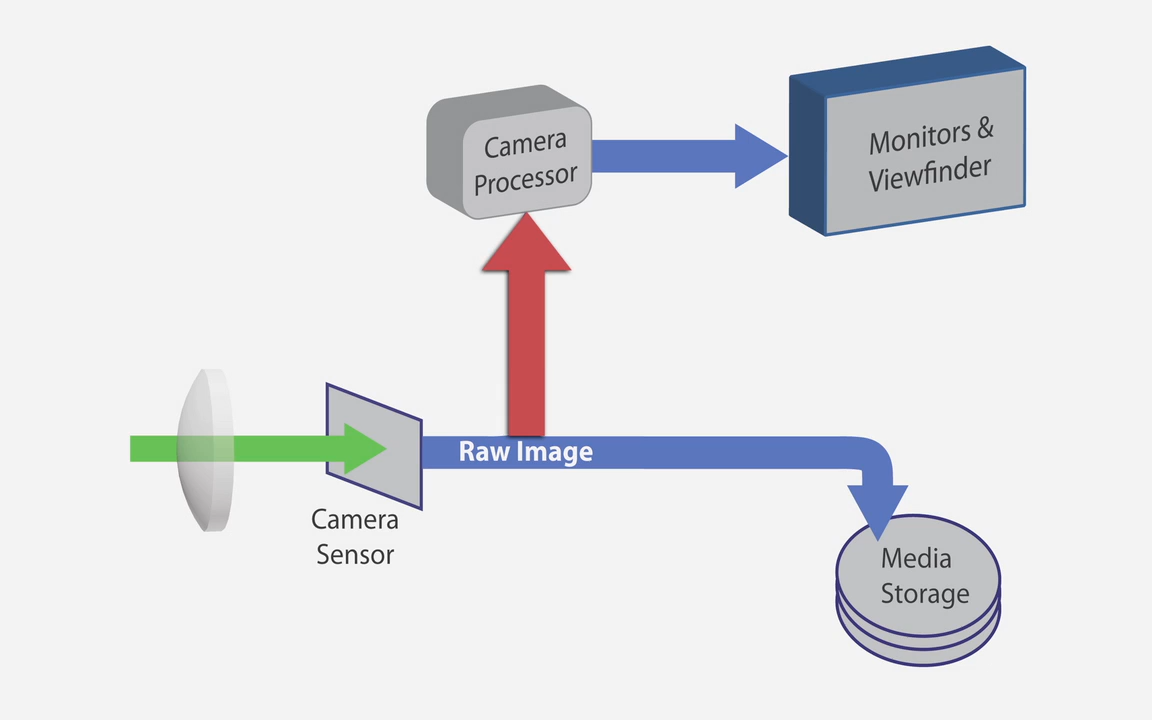 Camera
Processor
Monitors &
Viewfinder
Raw Image
Camera
Sensor
Media
Storage